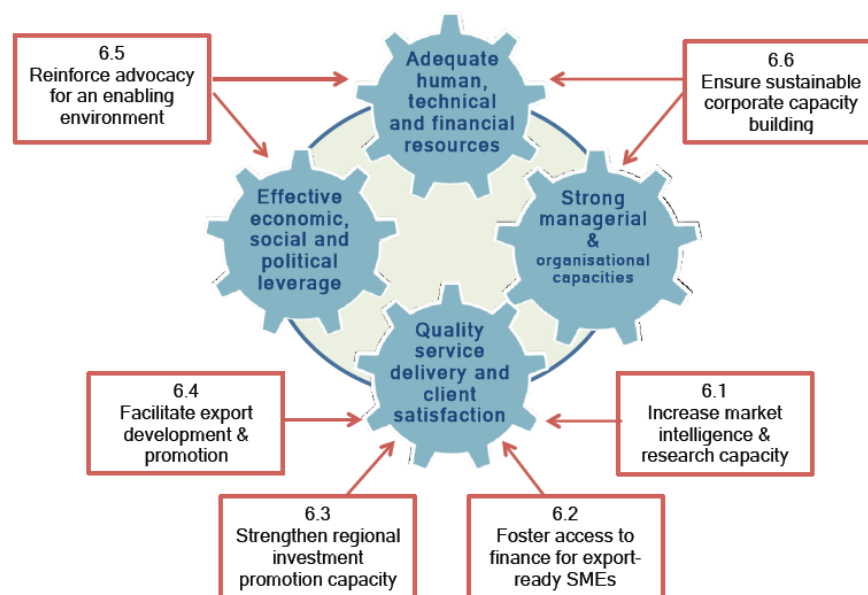 6.5
Reinforce advocacy
for an enabling
environment
Adequate
human,
technical
and financial
resources
6.6
Ensure sustainable
corporate capacity
building
Effective
economic,
social and
political
leverage
Strong
managerial
&
organisational
capacities
Quality
service
delivery and
client
satisfaction
6.4
Facilitate export
development &
promotion
6.1
Increase market
intelligence &
research capacity
6.3
Strengthen regional
investment
promotion capacity
6.2
Foster access to
finance for export-
ready SMEs